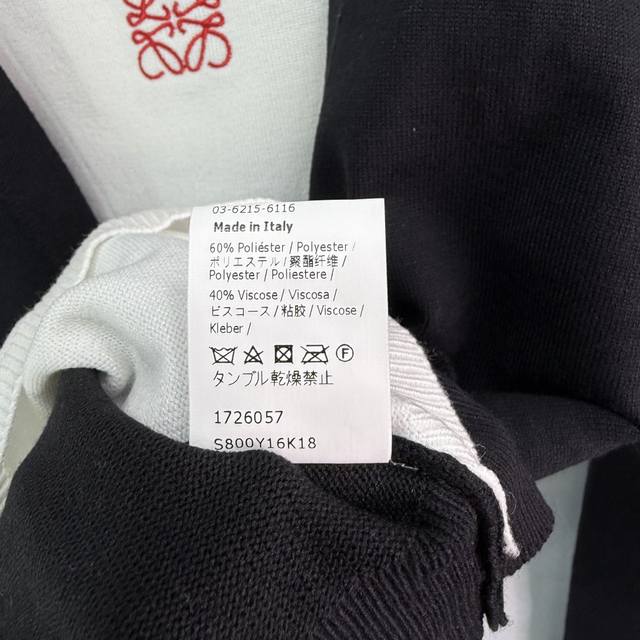 03-6215-6116
Made in Italy
60% Poliéster / Polyester /
ポリエステル / 聚酯纤维 /
Polyester / Poliestere /
40% Viscose / Viscosa /
ビスコース / 粘胶 / Viscose /
Kleber /
F
タンブル乾燥禁止
1726057
S800Y16K18